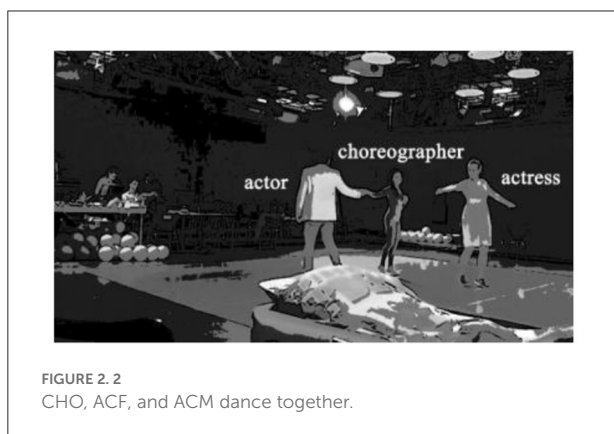 choreographer
actor
actress
FIGURE 2. 2
CHO, ACF, and ACM dance together.